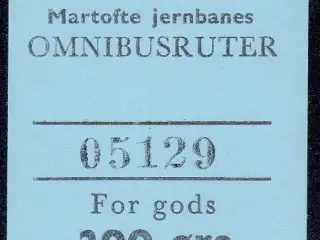 Martofte jernbanes
OMNIBUSRUTER
05129
For gods